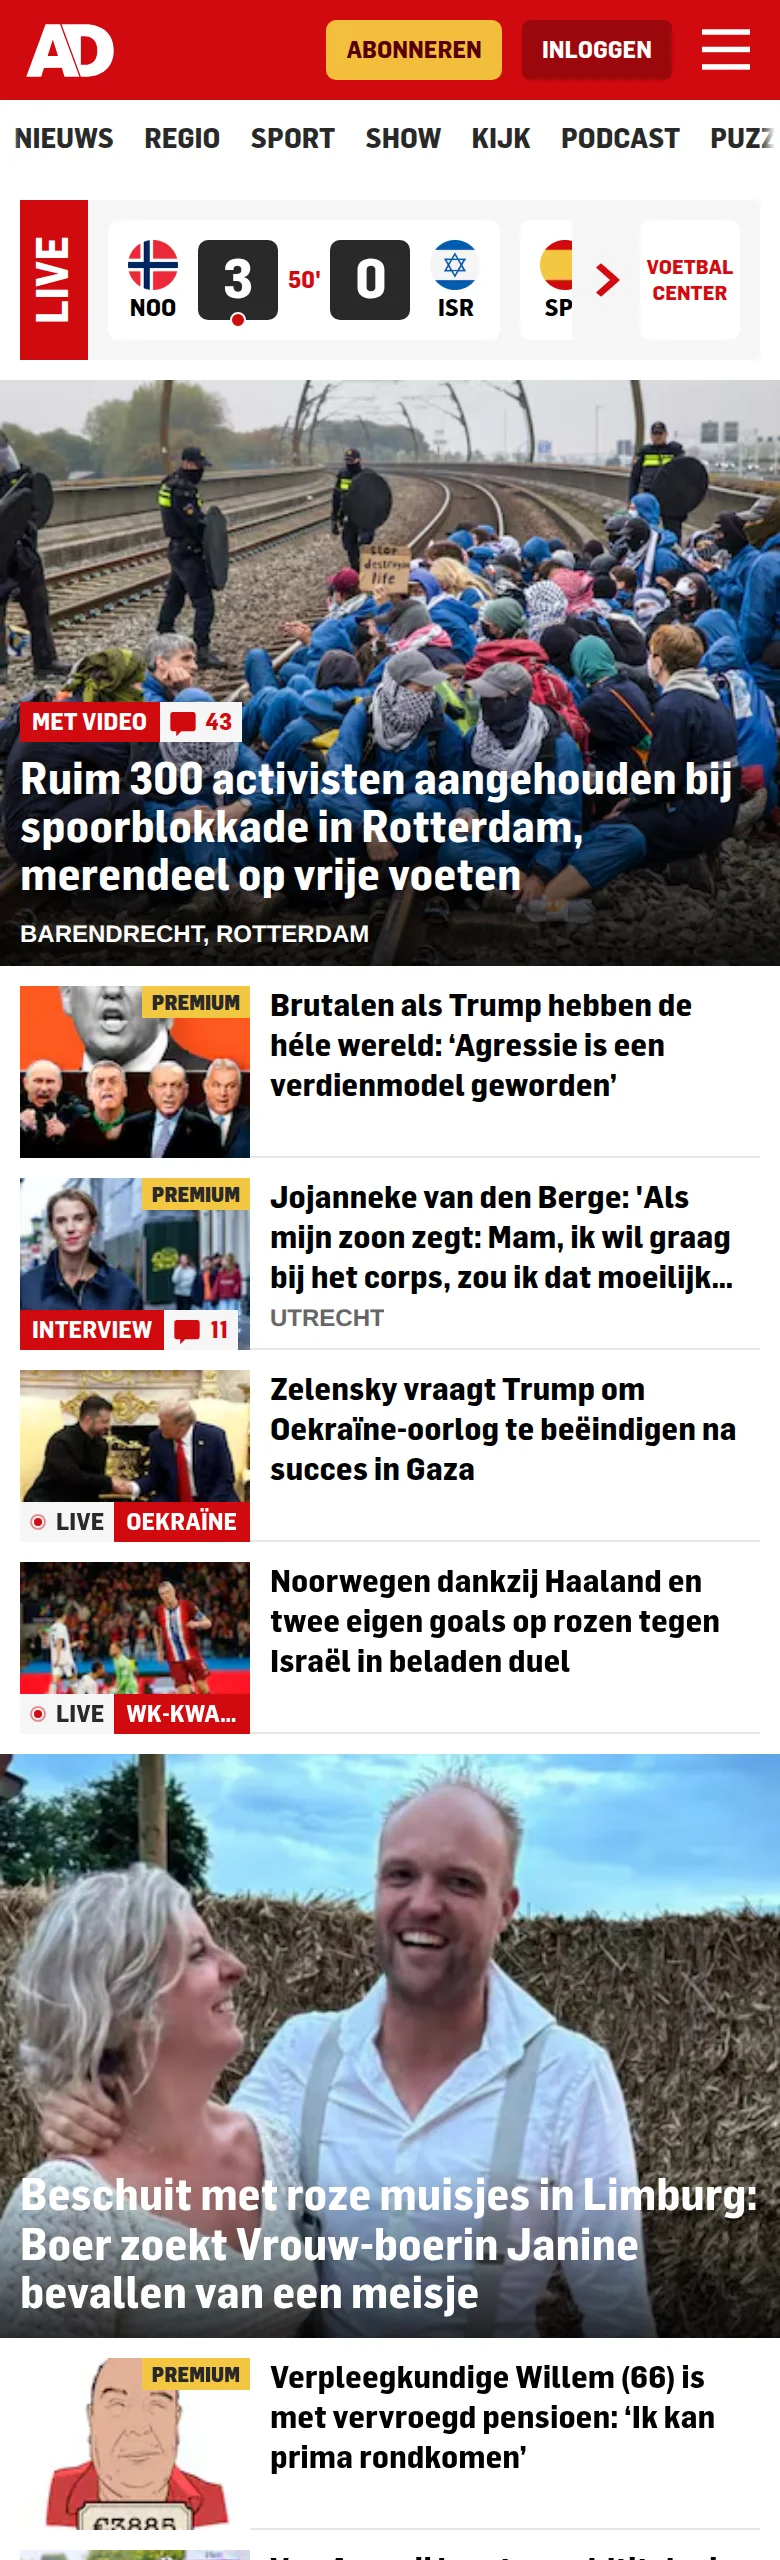 AD
ABONNEREN
INLOGGEN
NIEUWS REGIO SPORT SHOW KIJK PODCAST PUZZ
LIVE
NOO
3
50'
0
ISR
SP
VOETBAL
CENTER
stop
destroying
life
MET VIDEO 43
Ruim 300 activisten aangehouden bij
spoorblokkade in Rotterdam,
merendeel op vrije voeten
BARENDRECHT, ROTTERDAM
PREMIUM
Brutalen als Trump hebben de
héle wereld: ‘Agressie is een
verdienmodel geworden’
PREMIUM
INTERVIEW 11
Jojanneke van den Berge: 'Als
mijn zoon zegt: Mam, ik wil graag
bij het corps, zou ik dat moeilijk...
UTRECHT
LIVE OEKRAÏNE
Zelensky vraagt Trump om
Oekraïne-oorlog te beëindigen na
succes in Gaza
LIVE WK-KWA...
Noorwegen dankzij Haaland en
twee eigen goals op rozen tegen
Israël in beladen duel
Beschuit met roze muisjes in Limburg:
Boer zoekt Vrouw-boerin Janine
bevallen van een meisje
PREMIUM
€3885
Verpleegkundige Willem (66) is
met vervroegd pensioen: ‘Ik kan
prima rondkomen’